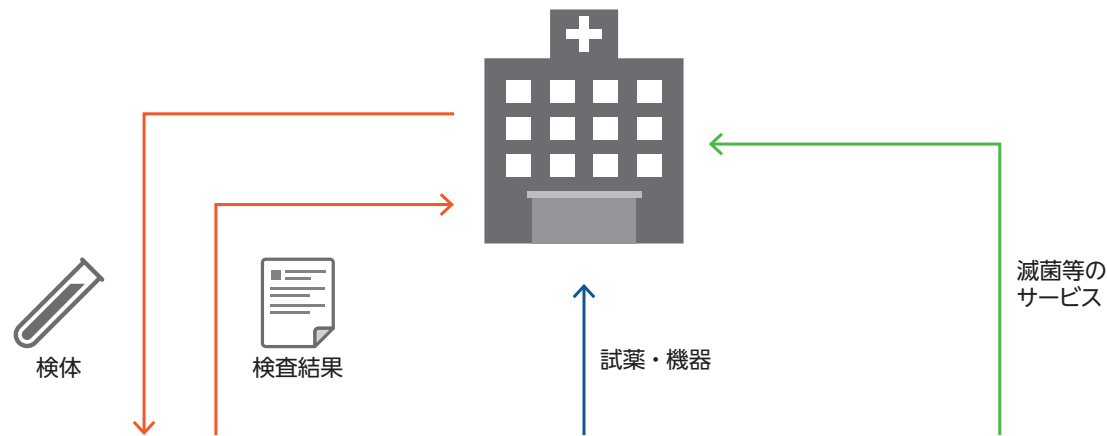 滅菌等の
サービス
試薬・機器
検体
検査結果